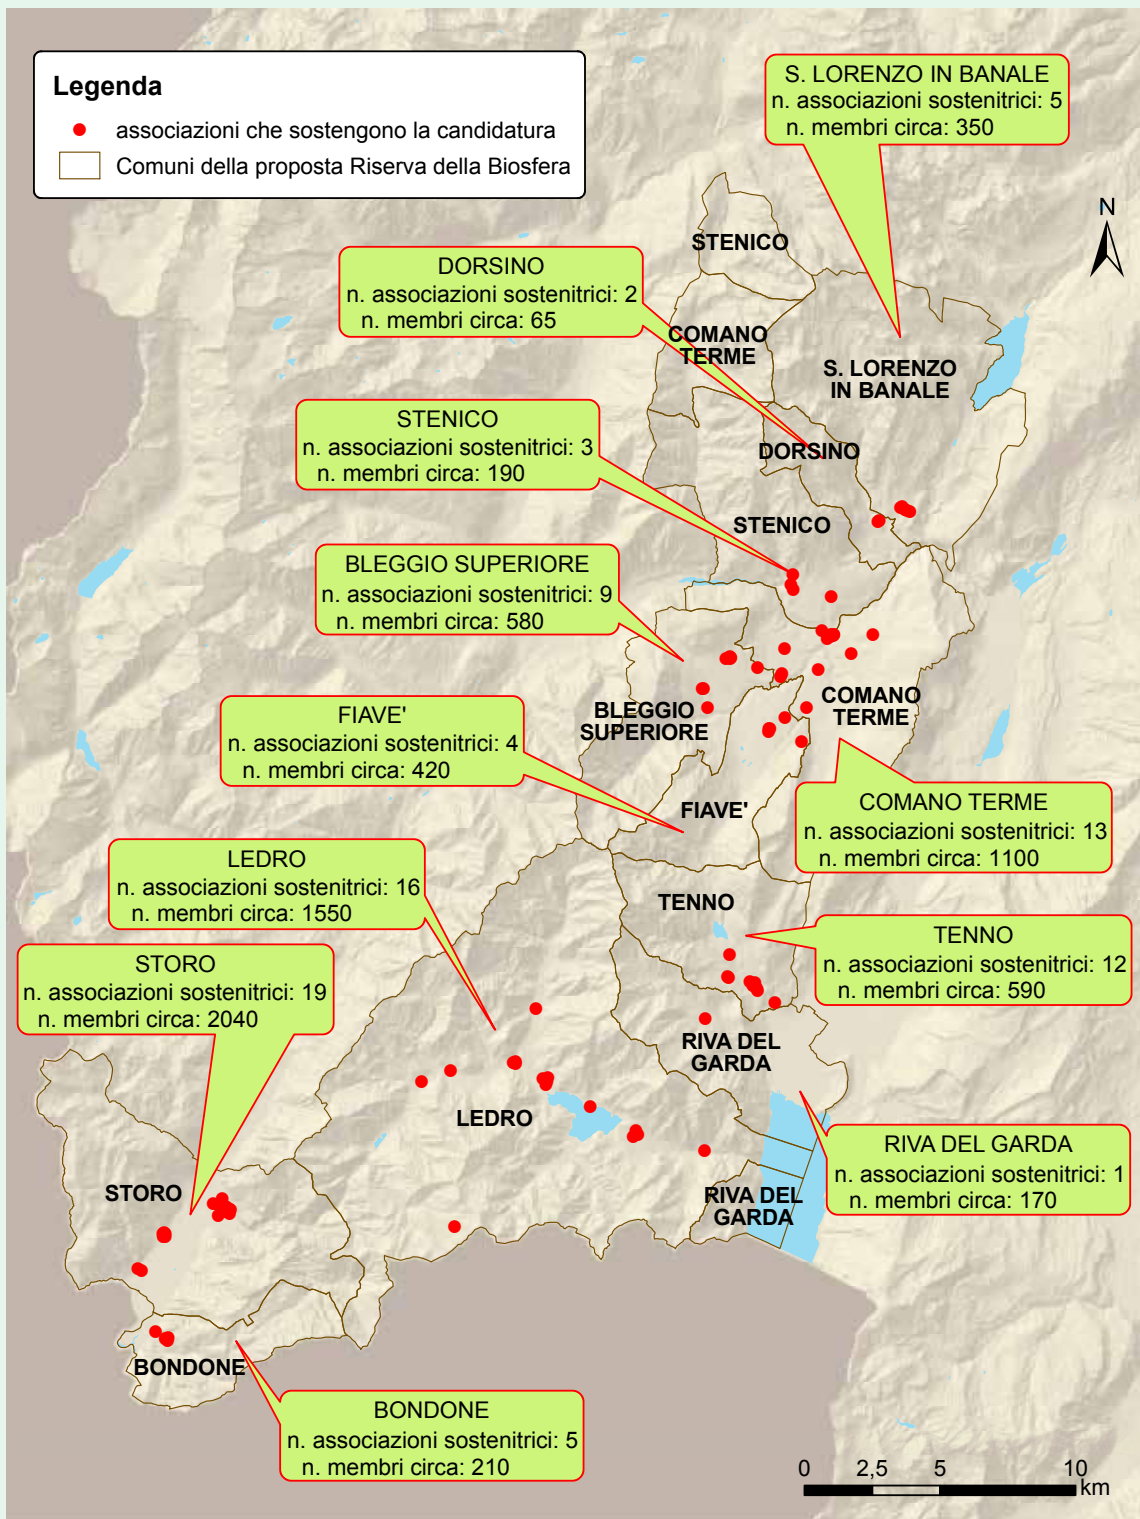 Legenda
associazioni che sostengono la candidatura
Comuni della proposta Riserva della Biosfera
S. LORENZO IN BANALE
n. associazioni sostenitrici: 5
n. membri circa: 350
N
STENICO
DORSINO
n. associazioni sostenitrici: 2
n. membri circa: 65
COMANO
TERME
S. LORENZO
IN BANALE
STENICO
n. associazioni sostenitrici: 3
n. membri circa: 190
DORSINO
STENICO
BLEGGIO SUPERIORE
n. associazioni sostenitrici: 9
n. membri circa: 580
COMANO
TERME
BLEGGIO
SUPERIORE
FIAVE'
n. associazioni sostenitrici: 4
n. membri circa: 420
FIAVE'
COMANO TERME
n. associazioni sostenitrici: 13
n. membri circa: 1100
LEDRO
n. associazioni sostenitrici: 16
n. membri circa: 1550
TENNO
TENNO
n. associazioni sostenitrici: 12
n. membri circa: 590
STORO
n. associazioni sostenitrici: 19
n. membri circa: 2040
RIVA DEL
GARDA
LEDRO
RIVA DEL GARDA
n. associazioni sostenitrici: 1
n. membri circa: 170
STORO
RIVA DEL
GARDA
BONDONE
BONDONE
n. associazioni sostenitrici: 5
n. membri circa: 210
0 2,5 5 10
km